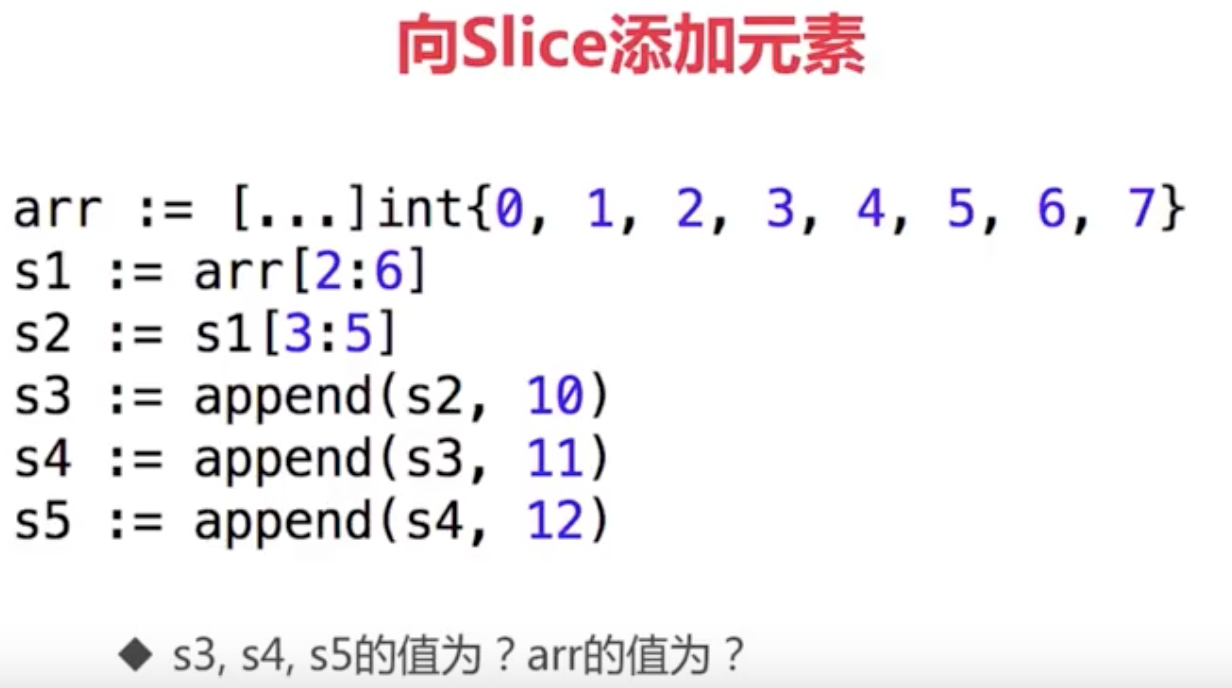 向Slice添加元素
arr := [...]int{0, 1, 2, 3, 4, 5, 6, 7}
s1 := arr[2:6]
s2 := s1[3:5]
s3 := append(s2, 10)
s4 := append(s3, 11)
s5 := append(s4, 12)
◆ s3, s4, s5的值为？arr的值为？